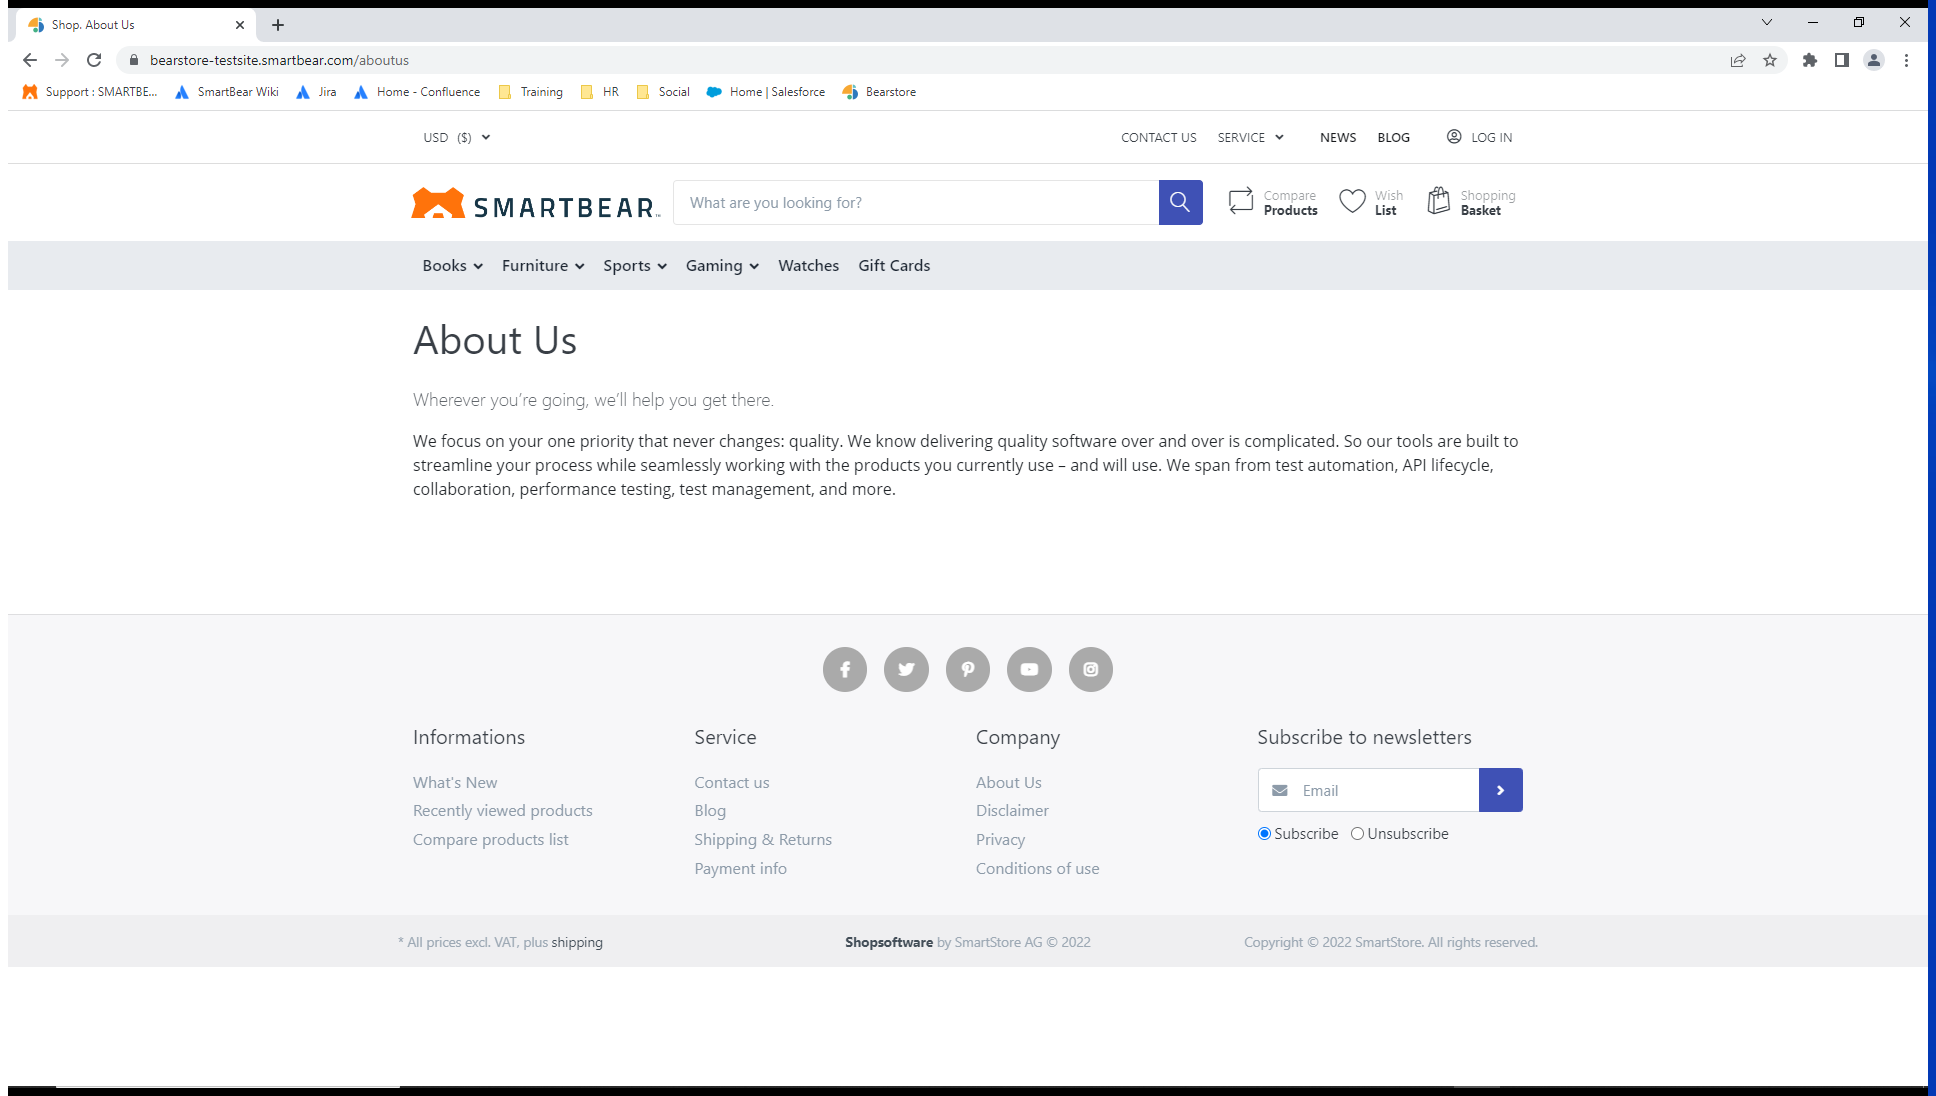 Shop. About Us
bearstore-testsite.smartbear.com/aboutus
Support : SMARTBE... SmartBear Wiki Jira Home - Confluence Training HR Social Home | Salesforce Bearstore
USD ($) CONTACT US SERVICE NEWS BLOG LOG IN
SMARTBEAR™ What are you looking for? Compare Products Wish List Shopping Basket
Books Furniture Sports Gaming Watches Gift Cards
About Us
Wherever you’re going, we’ll help you get there.
We focus on your one priority that never changes: quality. We know delivering quality software over and over is complicated. So our tools are built to
streamline your process while seamlessly working with the products you currently use – and will use. We span from test automation, API lifecycle,
collaboration, performance testing, test management, and more.
Informations
What's New
Recently viewed products
Compare products list
Service
Contact us
Blog
Shipping & Returns
Payment info
Company
About Us
Disclaimer
Privacy
Conditions of use
Subscribe to newsletters
Email
Subscribe Unsubscribe
* All prices excl. VAT, plus shipping
Shopsoftware by SmartStore AG © 2022
Copyright © 2022 SmartStore. All rights reserved.